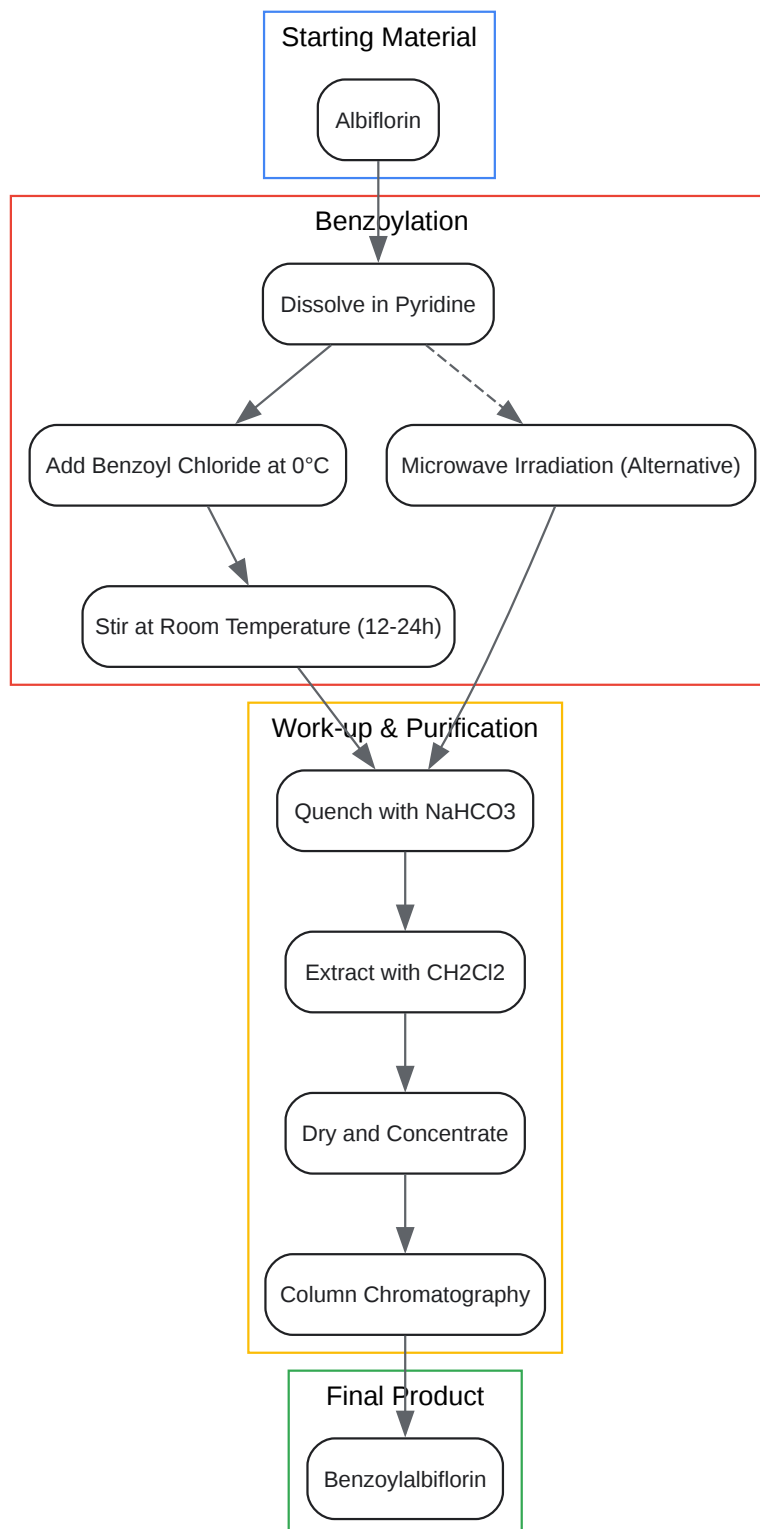 Starting Material
Albiflorin
Benzoylation
Dissolve in Pyridine
Add Benzoyl Chloride at 0°C
Microwave Irradiation (Alternative)
Stir at Room Temperature (12-24h)
Work-up & Purification
Quench with NaHCO3
Extract with CH2Cl2
Dry and Concentrate
Column Chromatography
Final Product
Benzoylalbiflorin